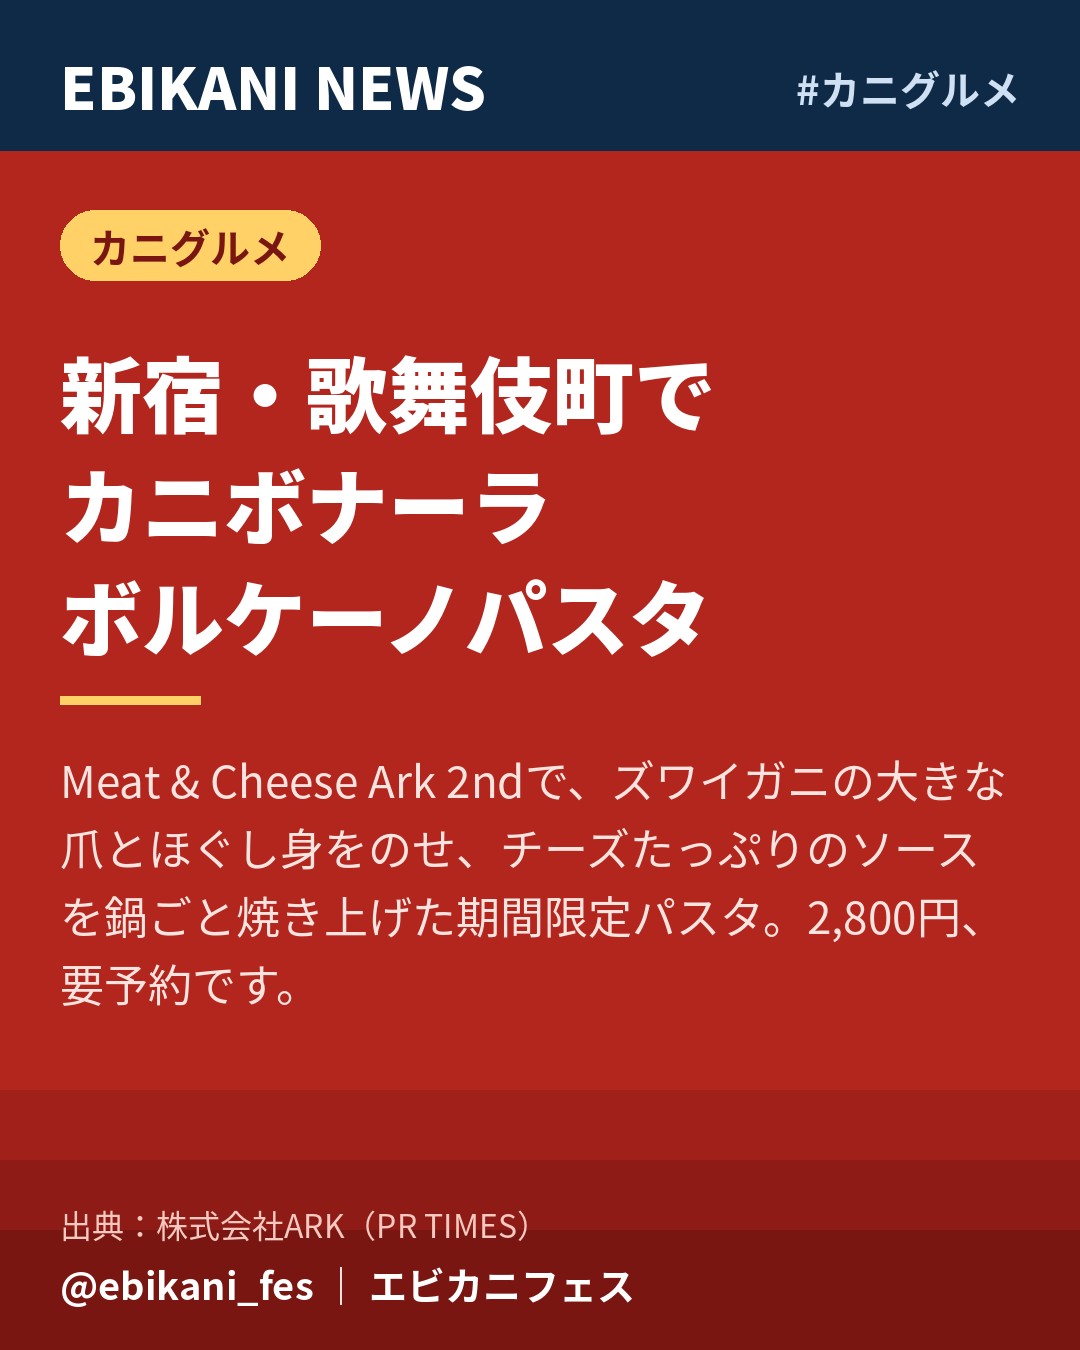 EBIKANI NEWS
#カニグルメ
カニグルメ
新宿・歌舞伎町で
カニボナーラ
ボルケーノパスタ
Meat & Cheese Ark 2ndで、ズワイガニの大きな
爪とほぐし身をのせ、チーズたっぷりのソース
を鍋ごと焼き上げた期間限定パスタ。2,800円、
要予約です。
出典：株式会社ARK（PR TIMES）
@ebikani_fes ｜ エビカニフェス